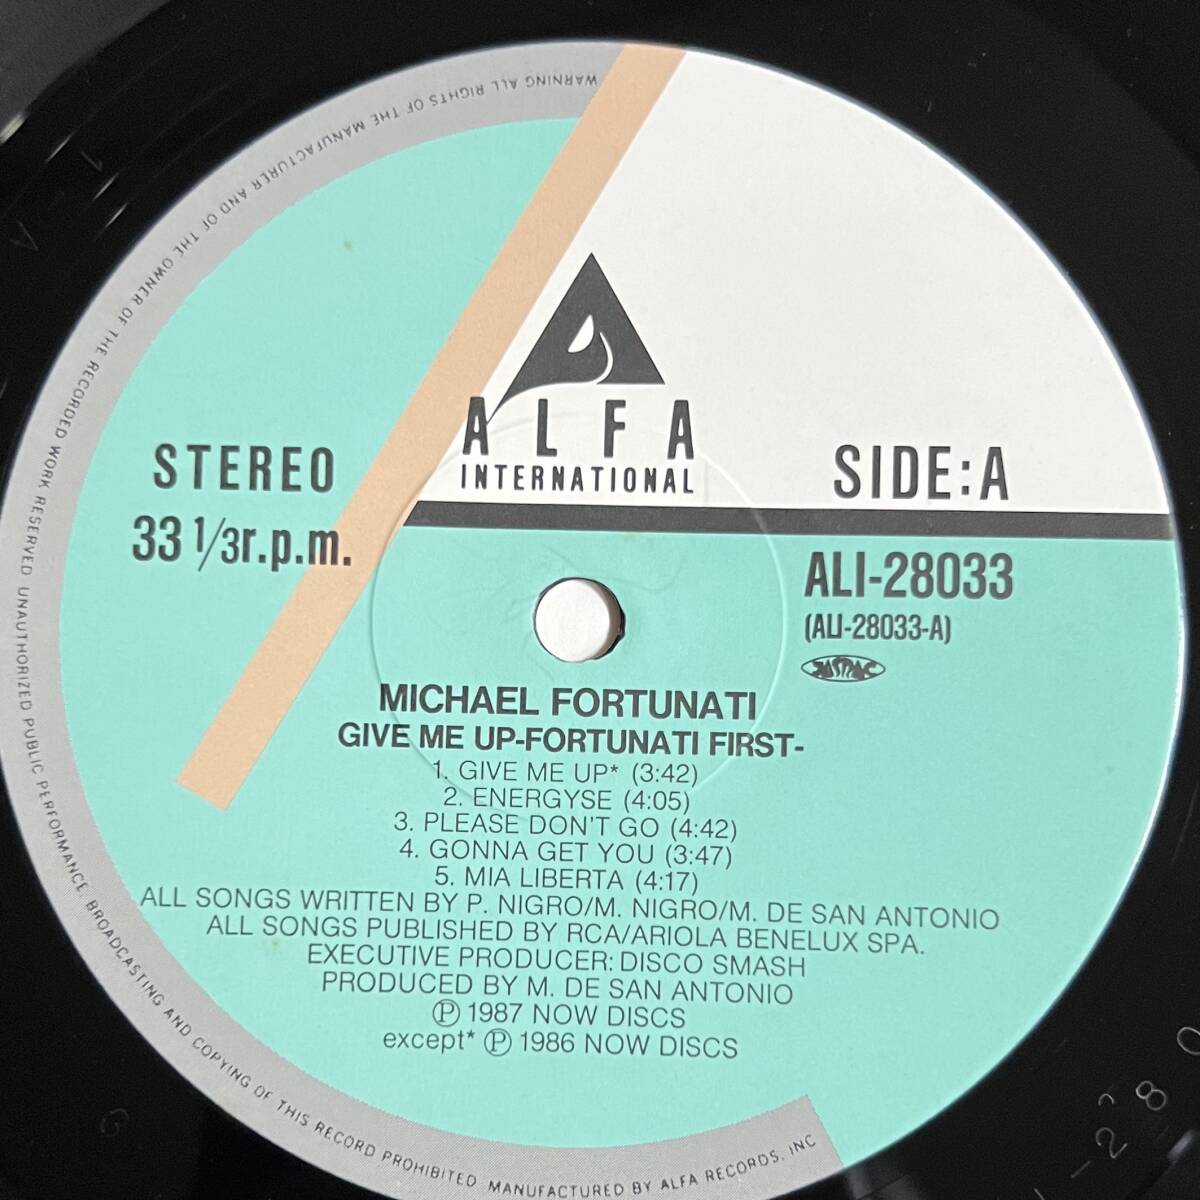 WARNING ALL RIGHTS OF THE MANUFACTURER AND OF THE OWNER OF THE RECORDED WORK RESERVED UNAUTHORIZED PUBLIC PERFORMANCE BROADCASTING AND COPYING OF THIS RECORD PROHIBITED MANUFACTURED BY ALFA RECORDS, INC
ALFA
INTERNATIONAL
STEREO
33 1/3r.p.m.
SIDE:A
ALI-28033
(ALI-28033-A)
JASRAC
MICHAEL FORTUNATI
GIVE ME UP-FORTUNATI FIRST-
1. GIVE ME UP* (3:42)
2. ENERGYSE (4:05)
3. PLEASE DON'T GO (4:42)
4. GONNA GET YOU (3:47)
5. MIA LIBERTA (4:17)
ALL SONGS WRITTEN BY P. NIGRO/M. NIGRO/M. DE SAN ANTONIO
ALL SONGS PUBLISHED BY RCA/ARIOLA BENELUX SPA.
EXECUTIVE PRODUCER: DISCO SMASH
PRODUCED BY M. DE SAN ANTONIO
℗ 1987 NOW DISCS
except* ℗ 1986 NOW DISCS